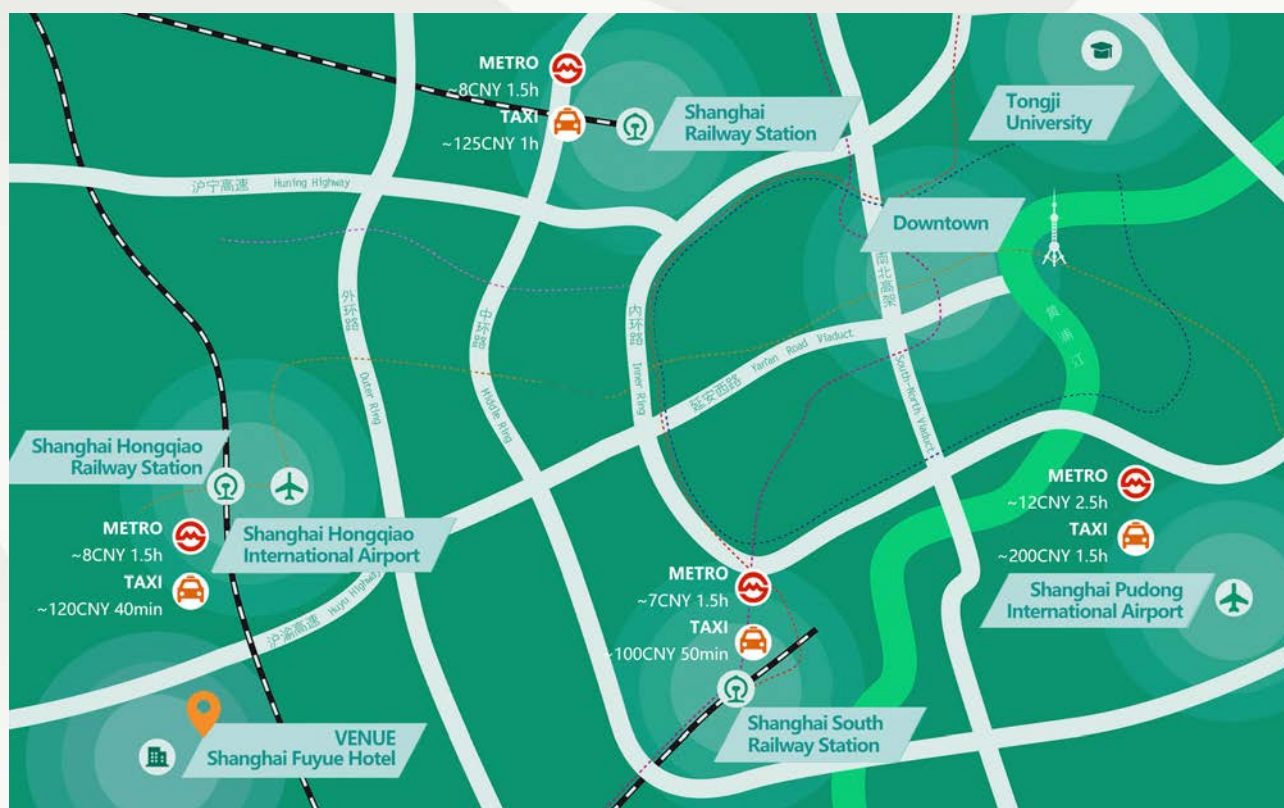 METRO
~8CNY 1.5h
TAXI
~125CNY 1h
Shanghai
Railway Station
Tongji
University
沪宁高速 Huning Highway
Downtown
外环路
Outer Ring
中环路
Middle Ring
内环路
Inner Ring
南北高架
South-North Viaduct
延安西路 Yan'an Road Viaduct
黄浦江
Shanghai Hongqiao
Railway Station
METRO
~8CNY 1.5h
TAXI
~120CNY 40min
Shanghai Hongqiao
International Airport
沪渝高速 Huyu Highway
METRO
~7CNY 1.5h
TAXI
~100CNY 50min
Shanghai South
Railway Station
METRO
~12CNY 2.5h
TAXI
~200CNY 1.5h
Shanghai Pudong
International Airport
VENUE
Shanghai Fuyue Hotel